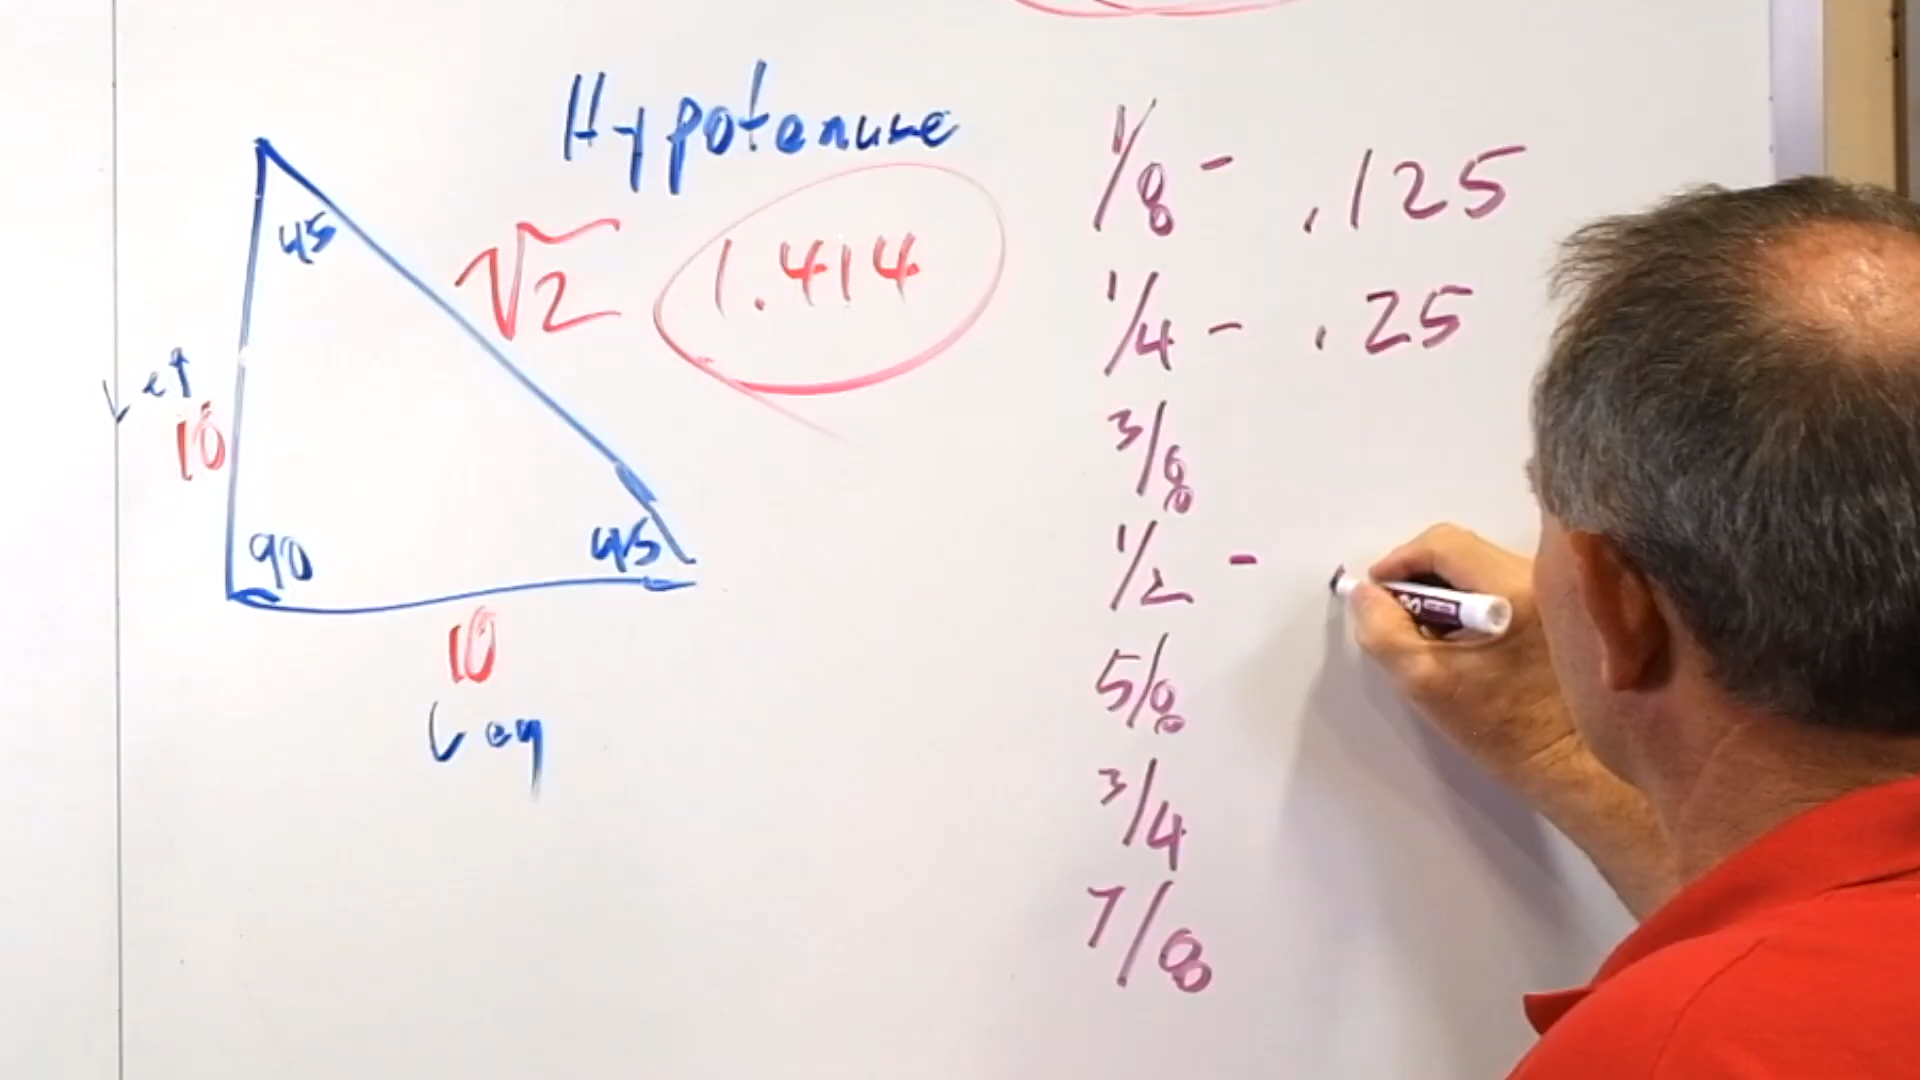 Hypotenuse
45
√2 1.414
Leg
10
90
45
10
Leg
1/8 - .125
1/4 - .25
3/8
1/2 -
5/8
3/4
7/8